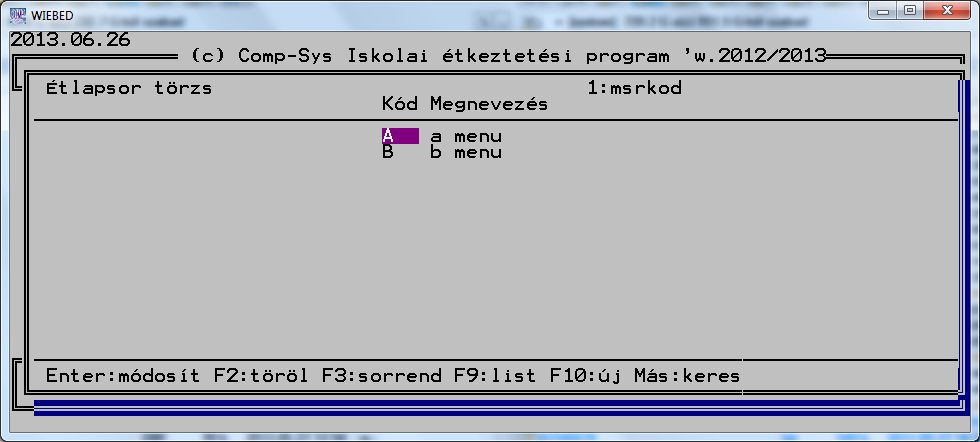 WIEBED
2013.06.26
(c) Comp-Sys Iskolai étkeztetési program 'w.2012/2013
Étlapsor törzs 1:msrkod
Kód Megnevezés
A a menu
B b menu
Enter:módosít F2:töröl F3:sorrend F9:list F10:új Más:keres